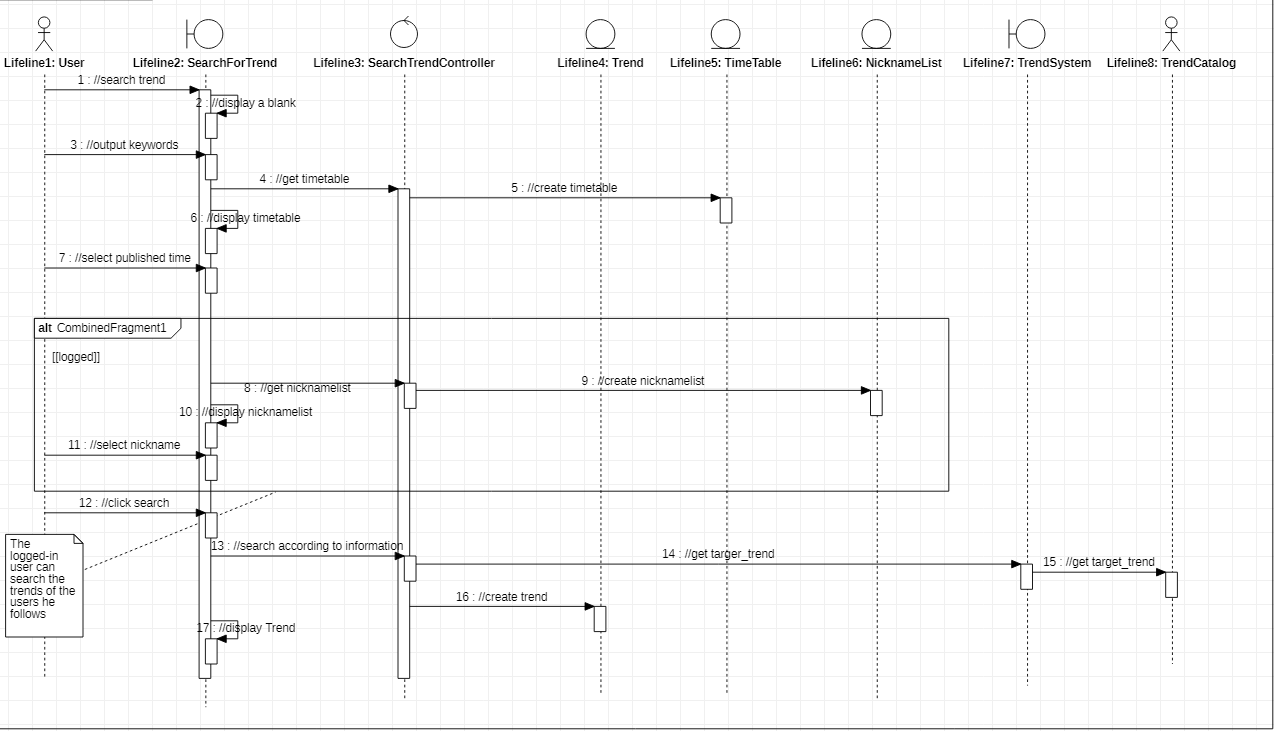 Lifeline1: User
Lifeline2: SearchForTrend
Lifeline3: SearchTrendController
Lifeline4: Trend
Lifeline5: TimeTable
Lifeline6: NicknameList
Lifeline7: TrendSystem
Lifeline8: TrendCatalog
1 : //search trend
2 : //display a blank
3 : //output keywords
4 : //get timetable
5 : //create timetable
6 : //display timetable
7 : //select published time
alt CombinedFragment1
[[logged]]
8 : //get nicknamelist
9 : //create nicknamelist
10 : //display nicknamelist
11 : //select nickname
12 : //click search
The
logged-in
user can
search the
trends of the
users he
follows
13 : //search according to information
14 : //get targer_trend
15 : //get target_trend
16 : //create trend
17 : //display Trend